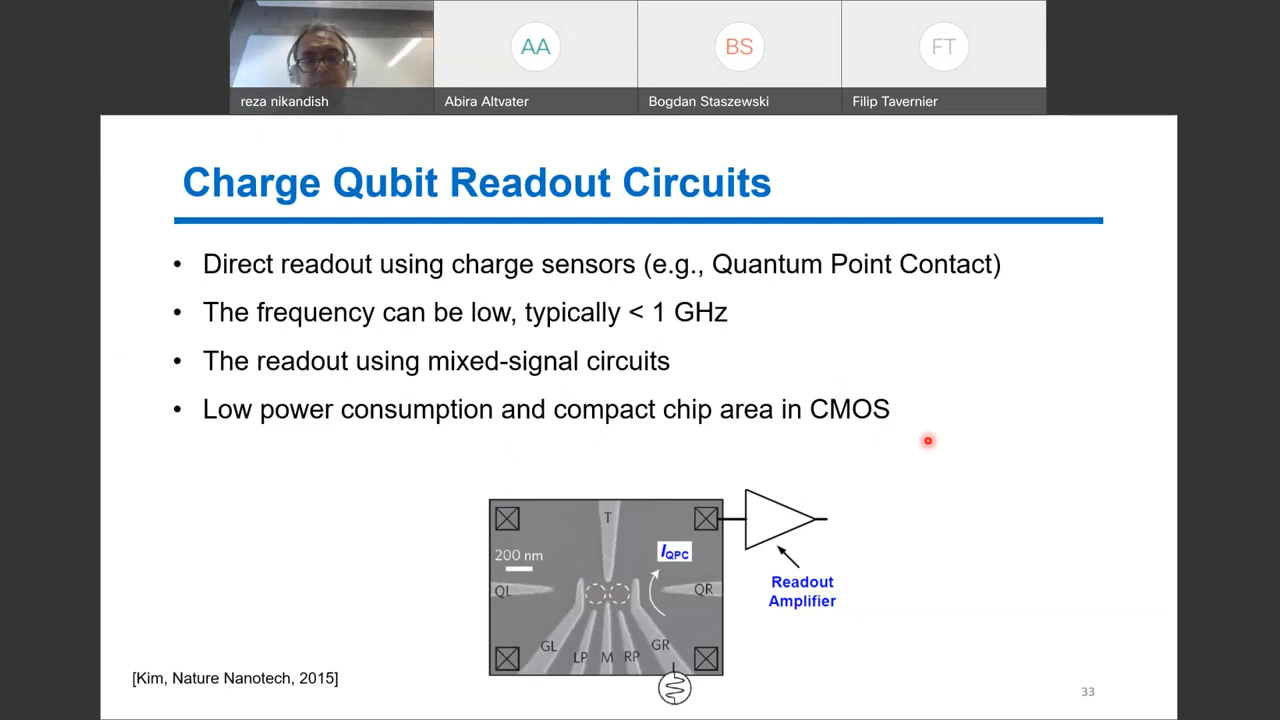 AA
BS
FT
reza nikandish
Abira Altvater
Bogdan Staszewski
Filip Tavernier
Charge Qubit Readout Circuits
• Direct readout using charge sensors (e.g., Quantum Point Contact)
• The frequency can be low, typically < 1 GHz
• The readout using mixed-signal circuits
• Low power consumption and compact chip area in CMOS
T
200 nm
IQPC
QL
QR
GL
LP
M
RP
GR
Readout
Amplifier
[Kim, Nature Nanotech, 2015]
33